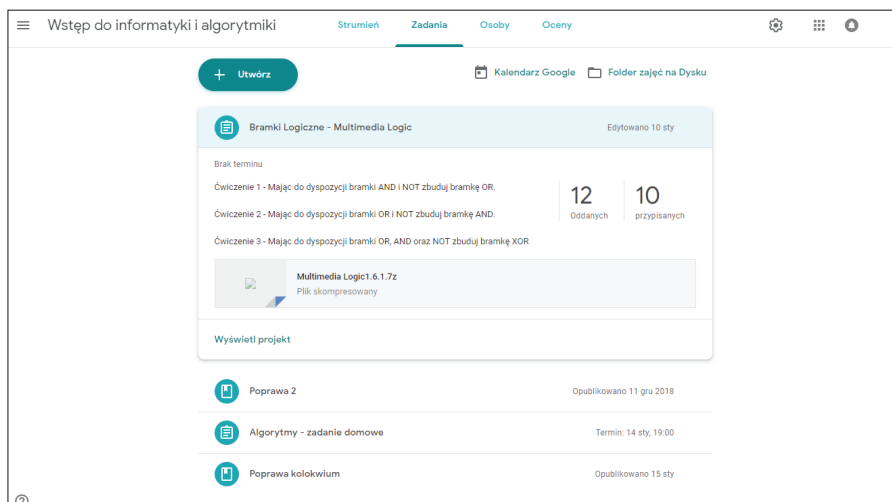 Wstęp do informatyki i algorytmiki
Strumień Zadania Osoby Oceny
+ Utwórz
Kalendarz Google Folder zajęć na Dysku
Bramki Logiczne - Multimedia Logic Edytowano 10 sty
Brak terminu
Ćwiczenie 1 - Mając do dyspozycji bramki AND i NOT zbuduj bramkę OR.
12 10
Ćwiczenie 2 - Mając do dyspozycji bramki OR i NOT zbuduj bramkę AND.
Oddanych przypisanych
Ćwiczenie 3 - Mając do dyspozycji bramki OR, AND oraz NOT zbuduj bramkę XOR
Multimedia Logic1.6.1.7z
Plik skompresowany
Wyświetl projekt
Poprawa 2 Opublikowano 11 gru 2018
Algorytmy - zadanie domowe Termin: 14 sty, 19:00
Poprawa kolokwium Opublikowano 15 sty